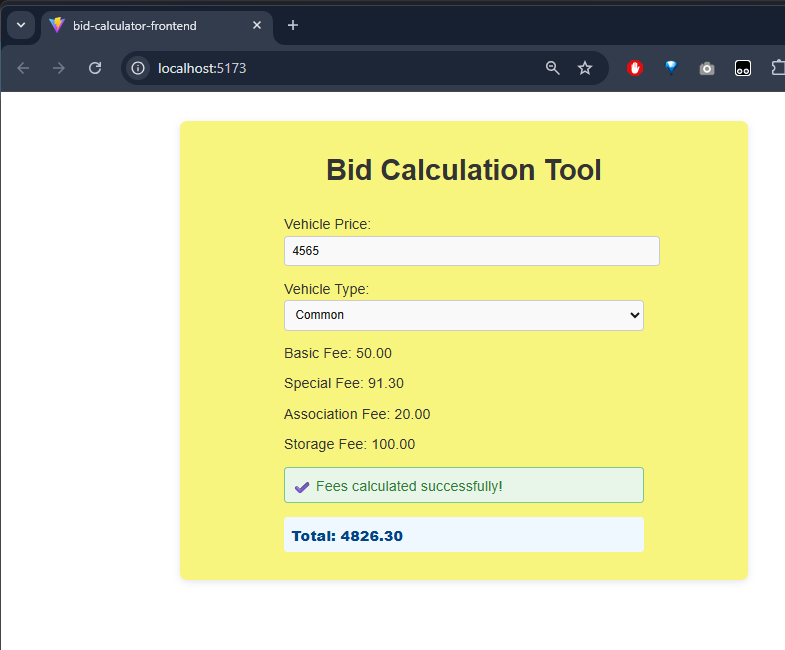 bid-calculator-frontend
localhost:5173
Bid Calculation Tool
Vehicle Price:
4565
Vehicle Type:
Common
Basic Fee: 50.00
Special Fee: 91.30
Association Fee: 20.00
Storage Fee: 100.00
Fees calculated successfully!
Total: 4826.30